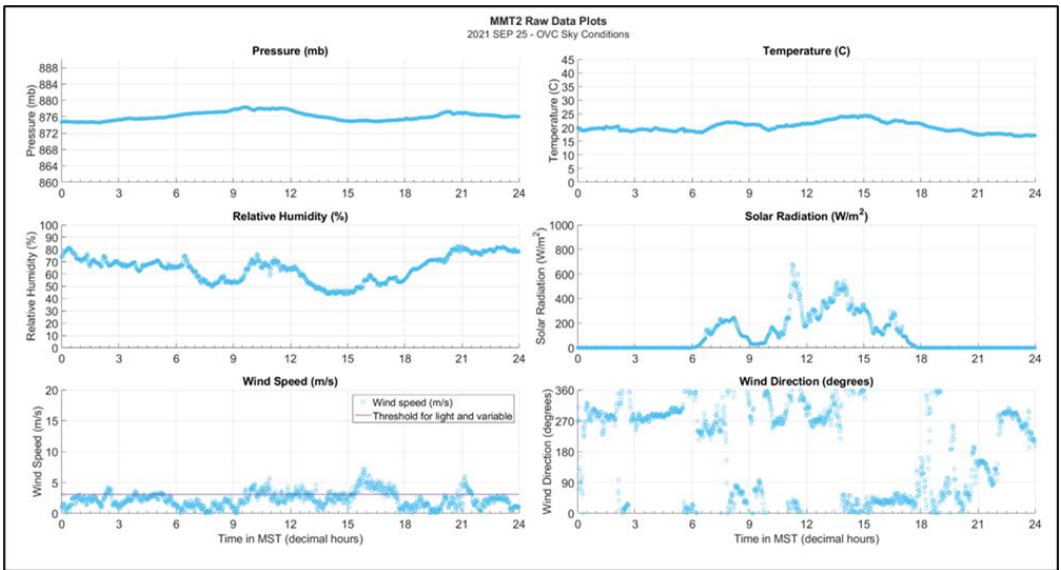 MMT2 Raw Data Plots
2021 SEP 25 - OVC Sky Conditions
Pressure (mb)
Pressure (mb)
888
884
880
876
872
868
864
860
0 3 6 9 12 15 18 21 24
Temperature (C)
Temperature (C)
45
40
35
30
25
20
15
10
5
0
0 3 6 9 12 15 18 21 24
Relative Humidity (%)
Relative Humidity (%)
100
90
80
70
60
50
40
30
20
10
0
0 3 6 9 12 15 18 21 24
Solar Radiation (W/m²)
Solar Radiation (W/m²)
1000
800
600
400
200
0
0 3 6 9 12 15 18 21 24
Wind Speed (m/s)
Wind Speed (m/s)
20
15
10
5
0
Wind speed (m/s)
Threshold for light and variable
0 3 6 9 12 15 18 21 24
Time in MST (decimal hours)
Wind Direction (degrees)
Wind Direction (degrees)
360
270
180
90
0
0 3 6 9 12 15 18 21 24
Time in MST (decimal hours)